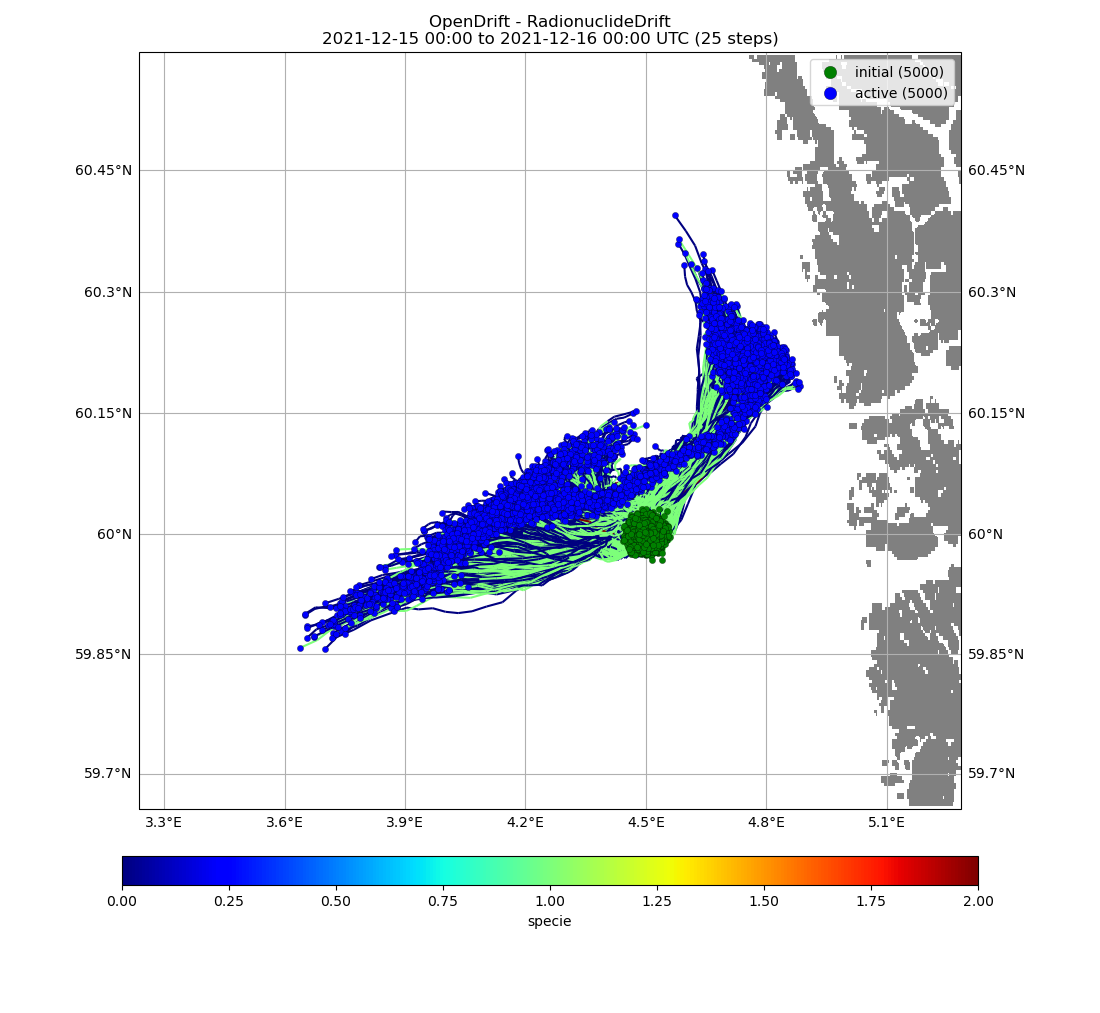 OpenDrift - RadionuclideDrift
2021-12-15 00:00 to 2021-12-16 00:00 UTC (25 steps)
initial (5000)
active (5000)
60.45°N 60.45°N
60.3°N 60.3°N
60.15°N 60.15°N
60°N 60°N
59.85°N 59.85°N
59.7°N 59.7°N
3.3°E 3.6°E 3.9°E 4.2°E 4.5°E 4.8°E 5.1°E
0.00 0.25 0.50 0.75 1.00 1.25 1.50 1.75 2.00
specie